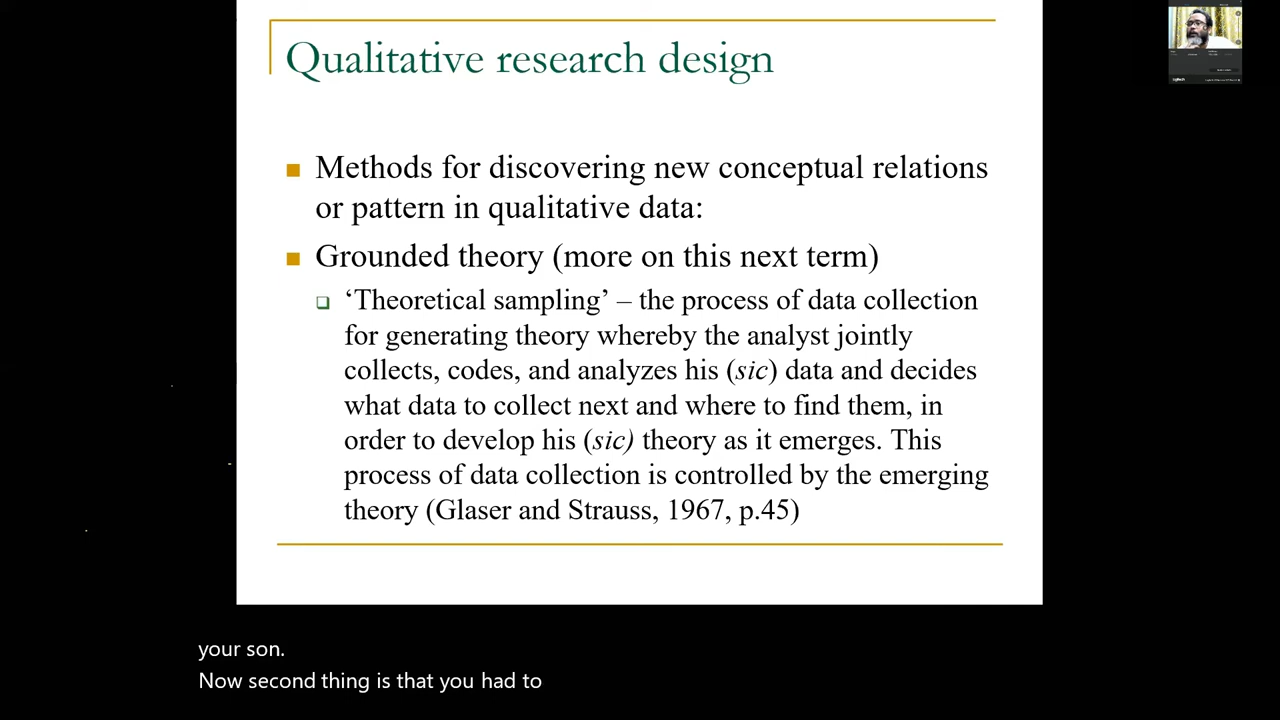 Qualitative research design
Methods for discovering new conceptual relations
or pattern in qualitative data:
Grounded theory (more on this next term)
‘Theoretical sampling’ – the process of data collection
for generating theory whereby the analyst jointly
collects, codes, and analyzes his (sic) data and decides
what data to collect next and where to find them, in
order to develop his (sic) theory as it emerges. This
process of data collection is controlled by the emerging
theory (Glaser and Strauss, 1967, p.45)
your son.
Now second thing is that you had to